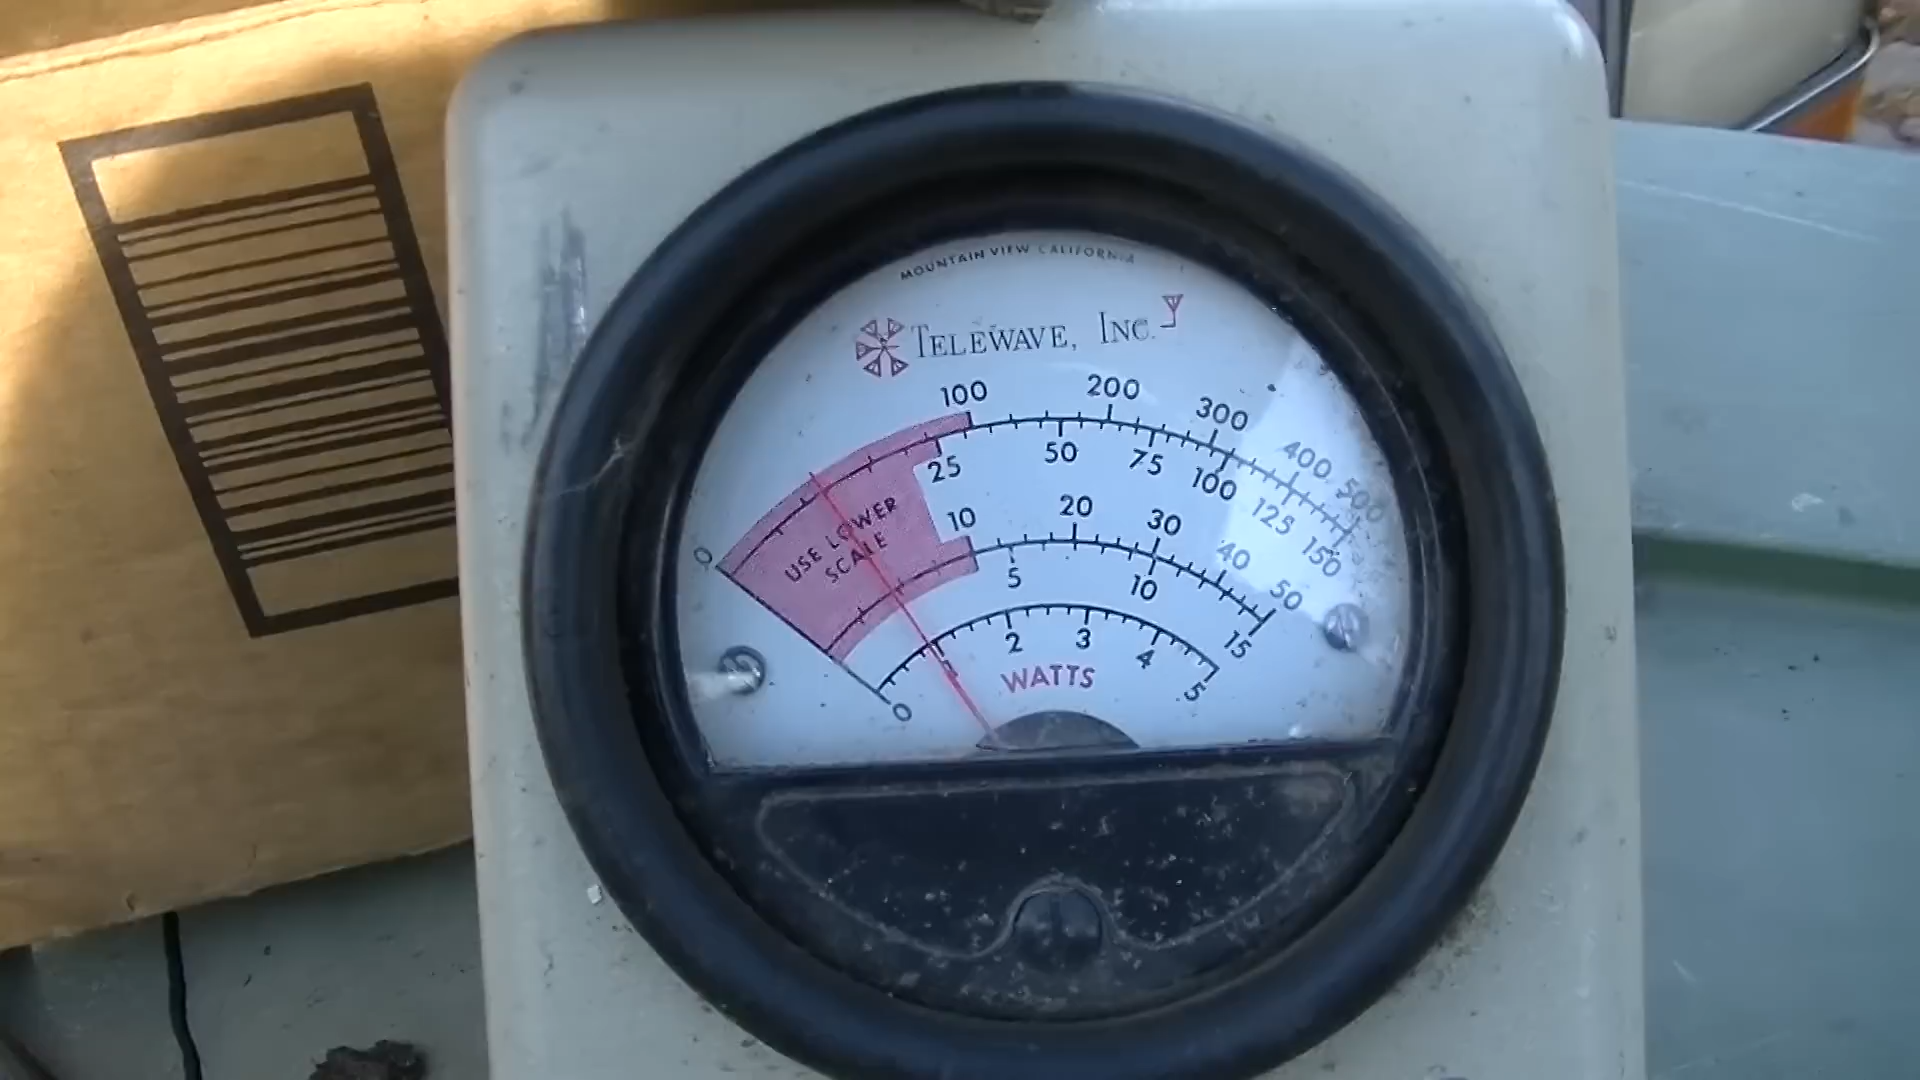 MOUNTAIN VIEW CALIFORNIA
TELEWAVE, INC.
0 100 200 300 400 500
25 50 75 100 125 150
USE LOWER
SCALE
10 20 30 40 50
5 10 15
0 1 2 3 4 5
WATTS